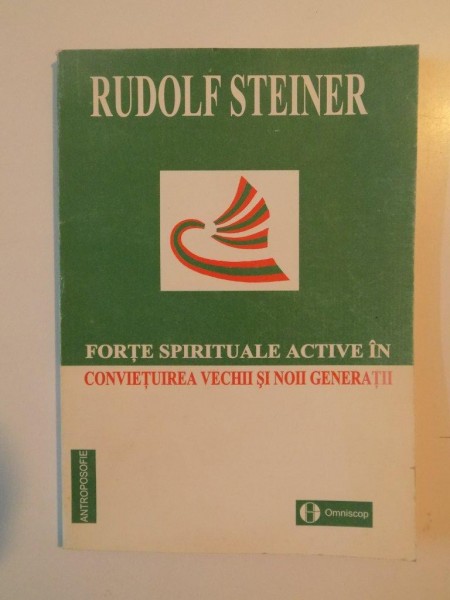 RUDOLF STEINER
FORȚE SPIRITUALE ACTIVE ÎN
CONVIEȚUIREA VECHII ȘI NOII GENERAȚII
ANTROPOSOFIE
Omniscop